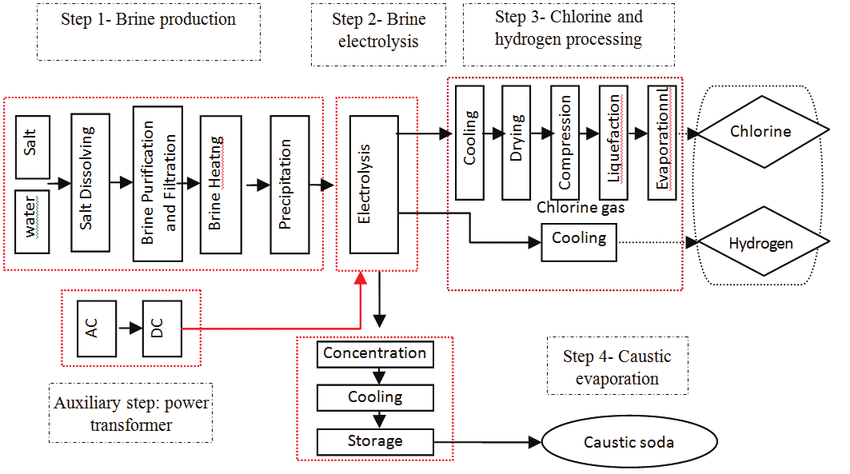 Step 1- Brine production
Step 2- Brine
electrolysis
Step 3- Chlorine and
hydrogen processing
Salt
water
Salt Dissolving
Brine Purification
and Filtration
Brine Heatng
Precipitation
Electrolysis
Cooling
Drying
Compression
Liquefaction
EvaporationnL
Chlorine
Chlorine gas
Cooling
Hydrogen
AC
DC
Concentration
Cooling
Storage
Step 4- Caustic
evaporation
Auxiliary step: power
transformer
Caustic soda